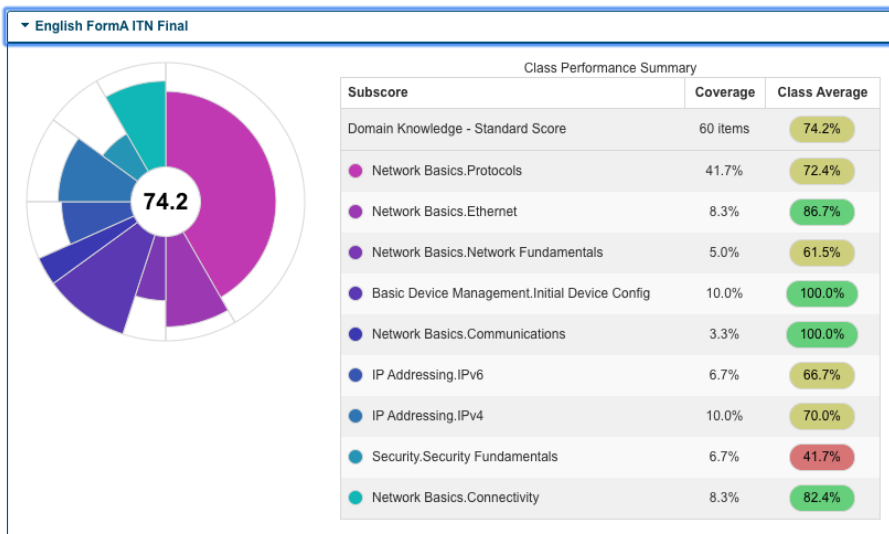 English FormA ITN Final
Class Performance Summary
Subscore Coverage Class Average
Domain Knowledge - Standard Score 60 items 74.2%
Network Basics.Protocols 41.7% 72.4%
Network Basics.Ethernet 8.3% 86.7%
Network Basics.Network Fundamentals 5.0% 61.5%
Basic Device Management.Initial Device Config 10.0% 100.0%
Network Basics.Communications 3.3% 100.0%
IP Addressing.IPv6 6.7% 66.7%
IP Addressing.IPv4 10.0% 70.0%
Security.Security Fundamentals 6.7% 41.7%
Network Basics.Connectivity 8.3% 82.4%
74.2